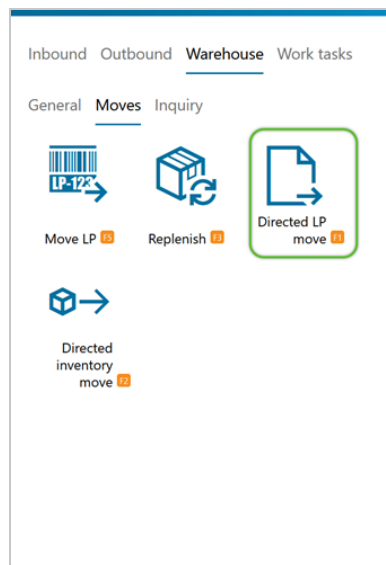 Inbound Outbound Warehouse Work tasks
General Moves Inquiry
LP-123
Move LP F5
Replenish F3
Directed LP
move F1
Directed
inventory
move F2